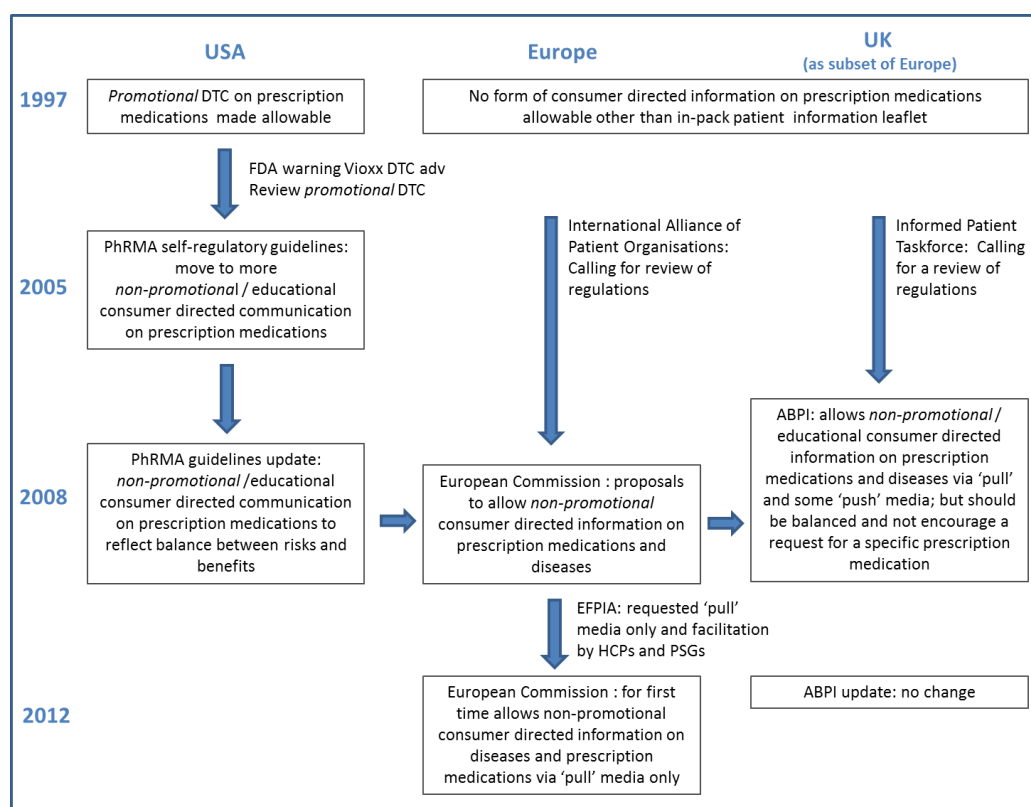 USA
Europe
UK
(as subset of Europe)
1997
Promotional DTC on prescription
medications made allowable
No form of consumer directed information on prescription medications
allowable other than in-pack patient information leaflet
FDA warning Vioxx DTC adv
Review promotional DTC
International Alliance of
Patient Organisations:
Calling for review of
regulations
Informed Patient
Taskforce: Calling
for a review of
regulations
2005
PhRMA self-regulatory guidelines:
move to more
non-promotional / educational
consumer directed communication
on prescription medications
2008
PhRMA guidelines update:
non-promotional /educational
consumer directed communication
on prescription medications to
reflect balance between risks and
benefits
European Commission : proposals
to allow non-promotional
consumer directed information on
prescription medications and
diseases
ABPI: allows non-promotional /
educational consumer directed
information on prescription
medications and diseases via ‘pull’
and some ‘push’ media; but should
be balanced and not encourage a
request for a specific prescription
medication
EFPIA: requested ‘pull’
media only and facilitation
by HCPs and PSGs
2012
European Commission : for first
time allows non-promotional
consumer directed information on
diseases and prescription
medications via ‘pull’ media only
ABPI update: no change